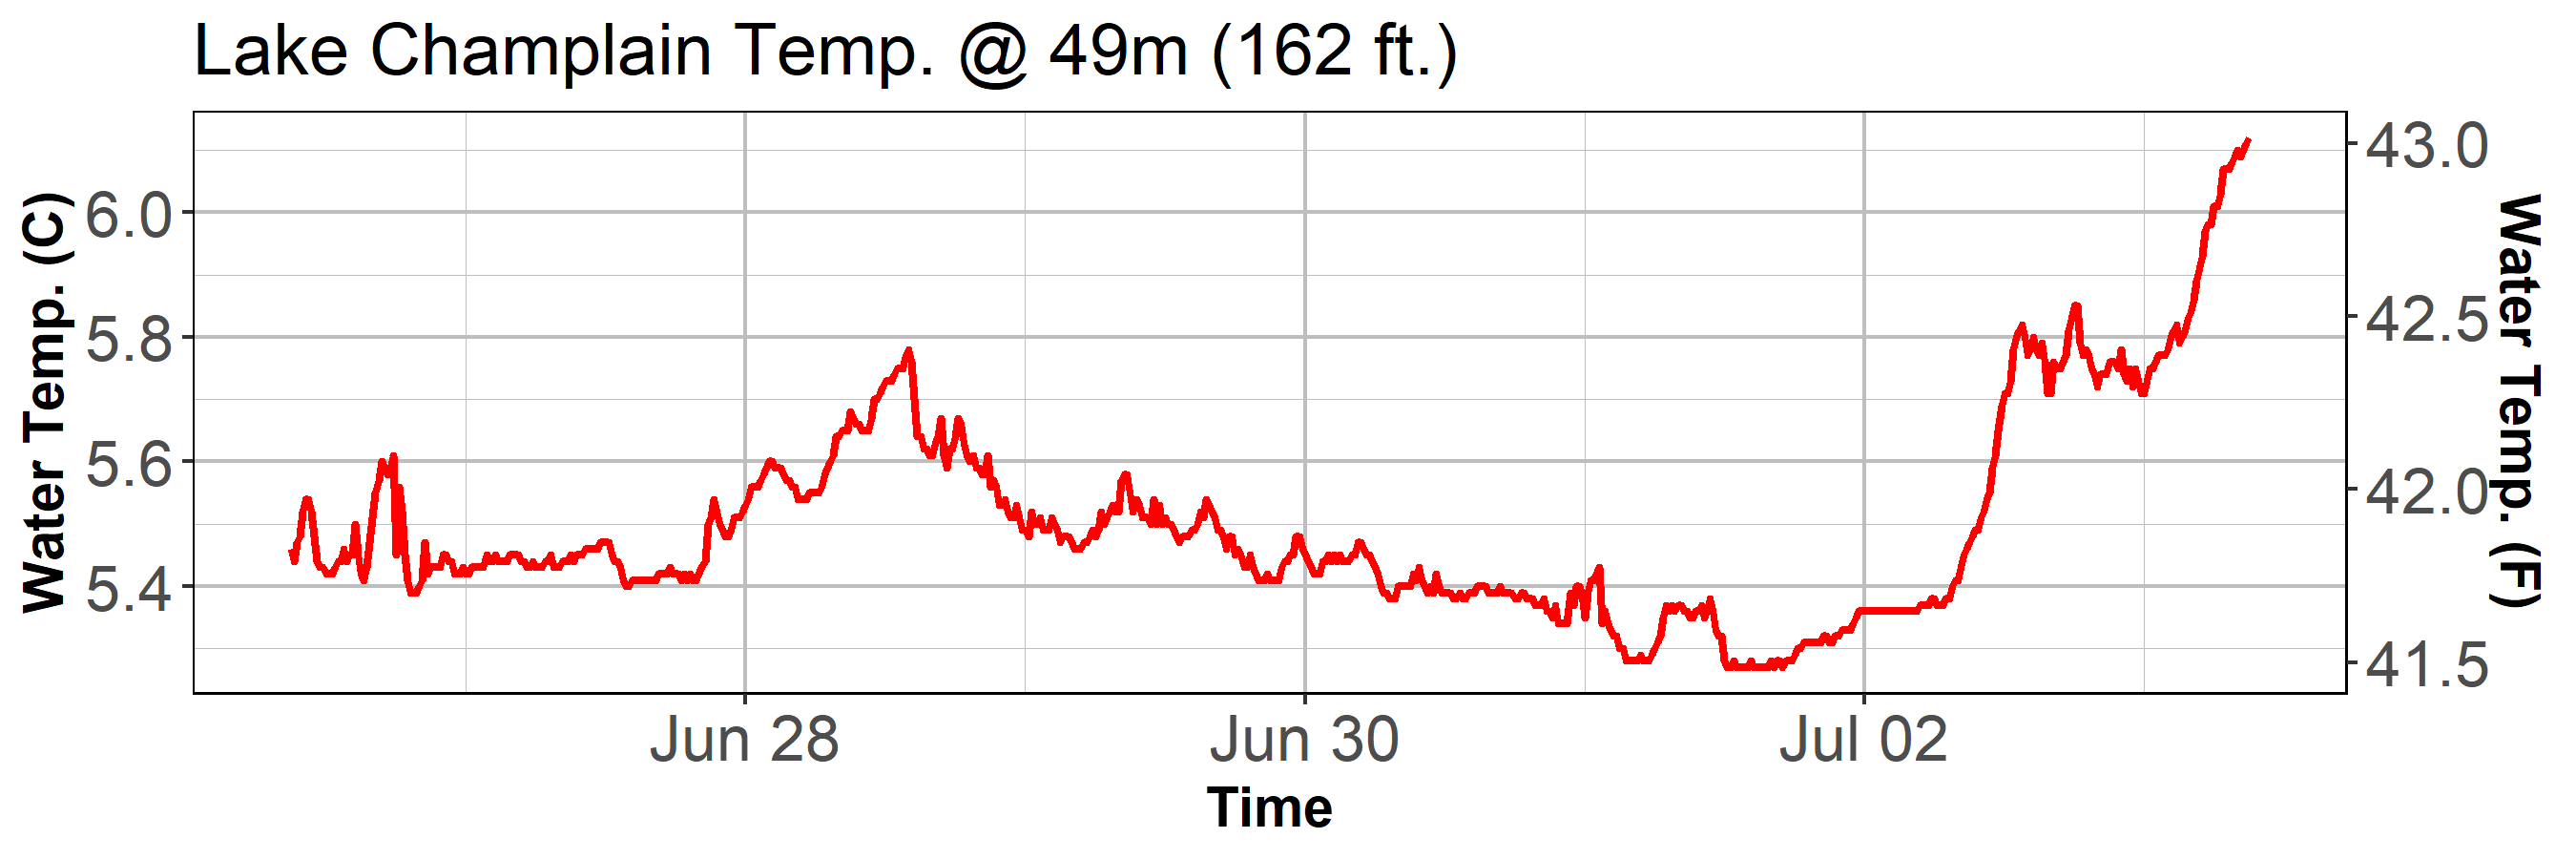 Lake Champlain Temp. @ 49m (162 ft.)
Water Temp. (C)
6.0
5.8
5.6
5.4
43.0
42.5
42.0
41.5
Water Temp. (F)
Jun 28
Jun 30
Jul 02
Time